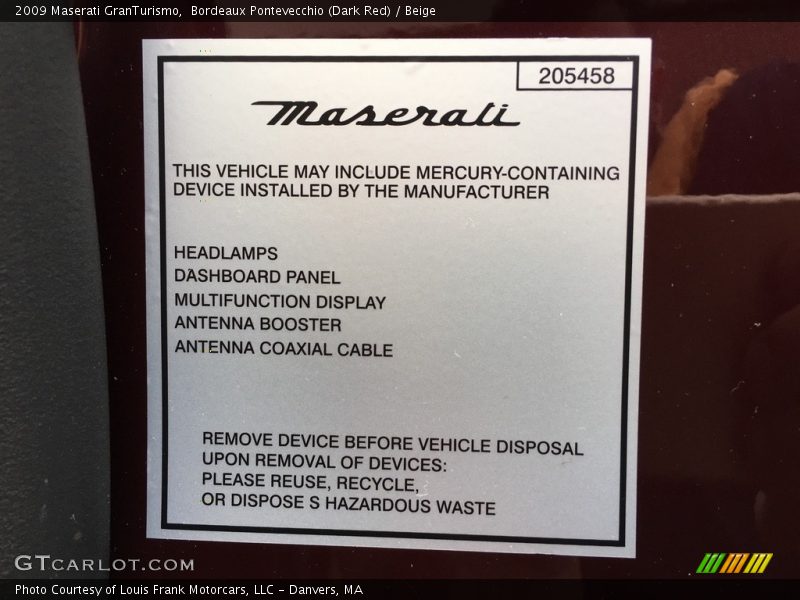 2009 Maserati GranTurismo, Bordeaux Pontevecchio (Dark Red) / Beige
205458
Maserati
THIS VEHICLE MAY INCLUDE MERCURY-CONTAINING
DEVICE INSTALLED BY THE MANUFACTURER
HEADLAMPS
DASHBOARD PANEL
MULTIFUNCTION DISPLAY
ANTENNA BOOSTER
ANTENNA COAXIAL CABLE
REMOVE DEVICE BEFORE VEHICLE DISPOSAL
UPON REMOVAL OF DEVICES:
PLEASE REUSE, RECYCLE,
OR DISPOSE S HAZARDOUS WASTE
GTCARLOT.COM
Photo Courtesy of Louis Frank Motorcars, LLC - Danvers, MA